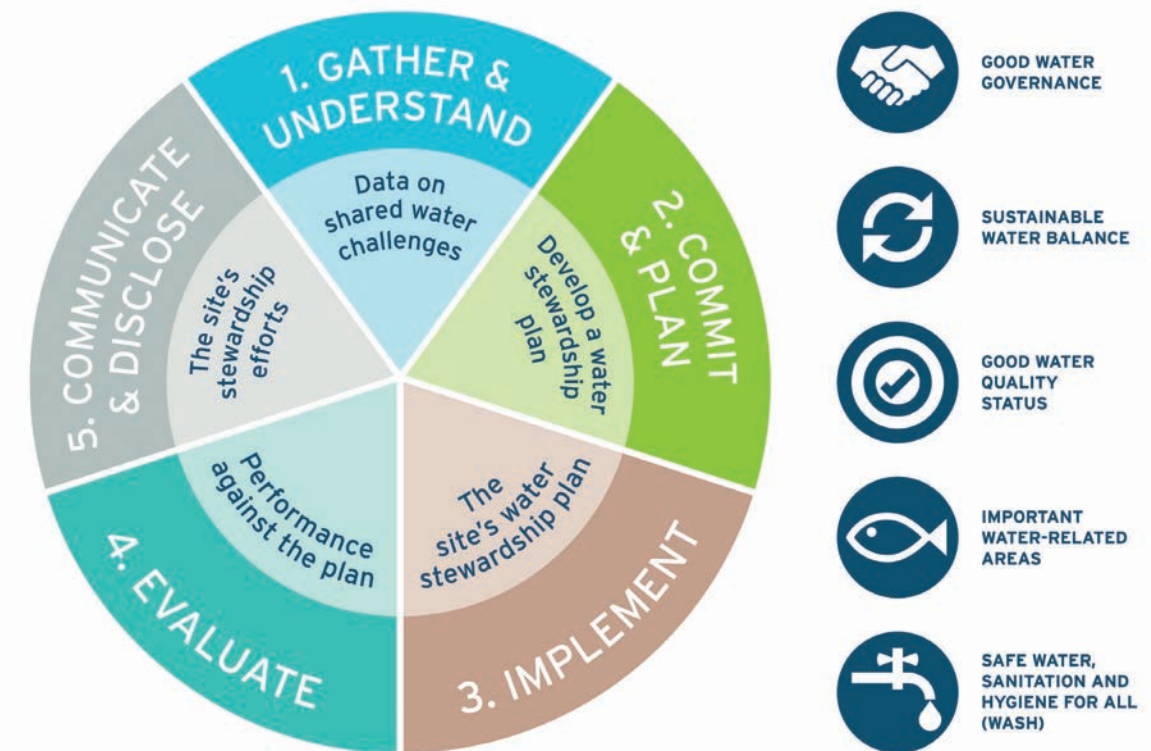 1. GATHER &
UNDERSTAND
Data on
shared water
challenges
2. COMMIT
& PLAN
Develop a water
stewardship
plan
3. IMPLEMENT
The
site's water
stewardship plan
4. EVALUATE
Performance
against the plan
5. COMMUNICATE
& DISCLOSE
The site's
stewardship
efforts
GOOD WATER
GOVERNANCE
SUSTAINABLE
WATER BALANCE
GOOD WATER
QUALITY
STATUS
IMPORTANT
WATER-RELATED
AREAS
SAFE WATER,
SANITATION AND
HYGIENE FOR ALL
(WASH)